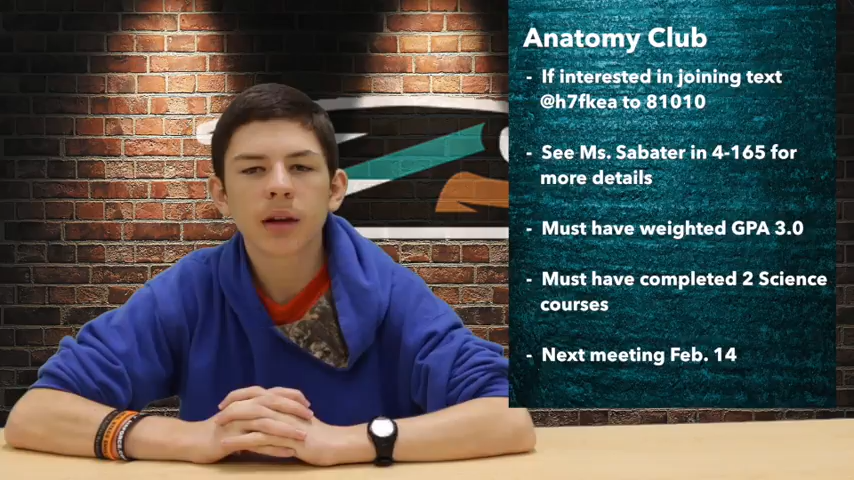 Anatomy Club
- If interested in joining text
@h7fkea to 81010
- See Ms. Sabater in 4-165 for
more details
- Must have weighted GPA 3.0
- Must have completed 2 Science
courses
- Next meeting Feb. 14